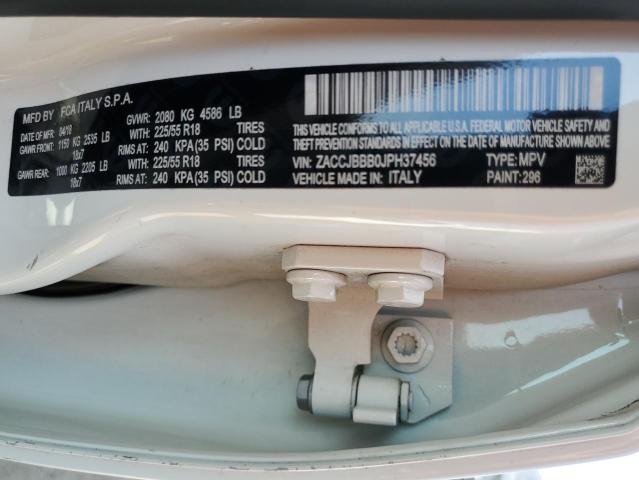 MFD BY FCA ITALY S.P.A.
DATE OF MFR: 04/18 GVWR: 2080 KG 4586 LB
GAWR FRONT: 1150 KG 2535 LB WITH: 225/55 R18 TIRES
18x7 RIMS AT: 240 KPA(35 PSI) COLD
GAWR REAR: 1000 KG 2205 LB WITH: 225/55 R18 TIRES
18x7 RIMS AT: 240 KPA(35 PSI) COLD
THIS VEHICLE CONFORMS TO ALL APPLICABLE U.S.A. FEDERAL MOTOR VEHICLE
SAFETY, BUMPER, AND THEFT PREVENTION STANDARDS IN EFFECT ON THE
DATE OF MANUFACTURE SHOWN ABOVE.
VIN: ZACCJBBB0JPH37456 TYPE: MPV
VEHICLE MADE IN: ITALY PAINT: 296